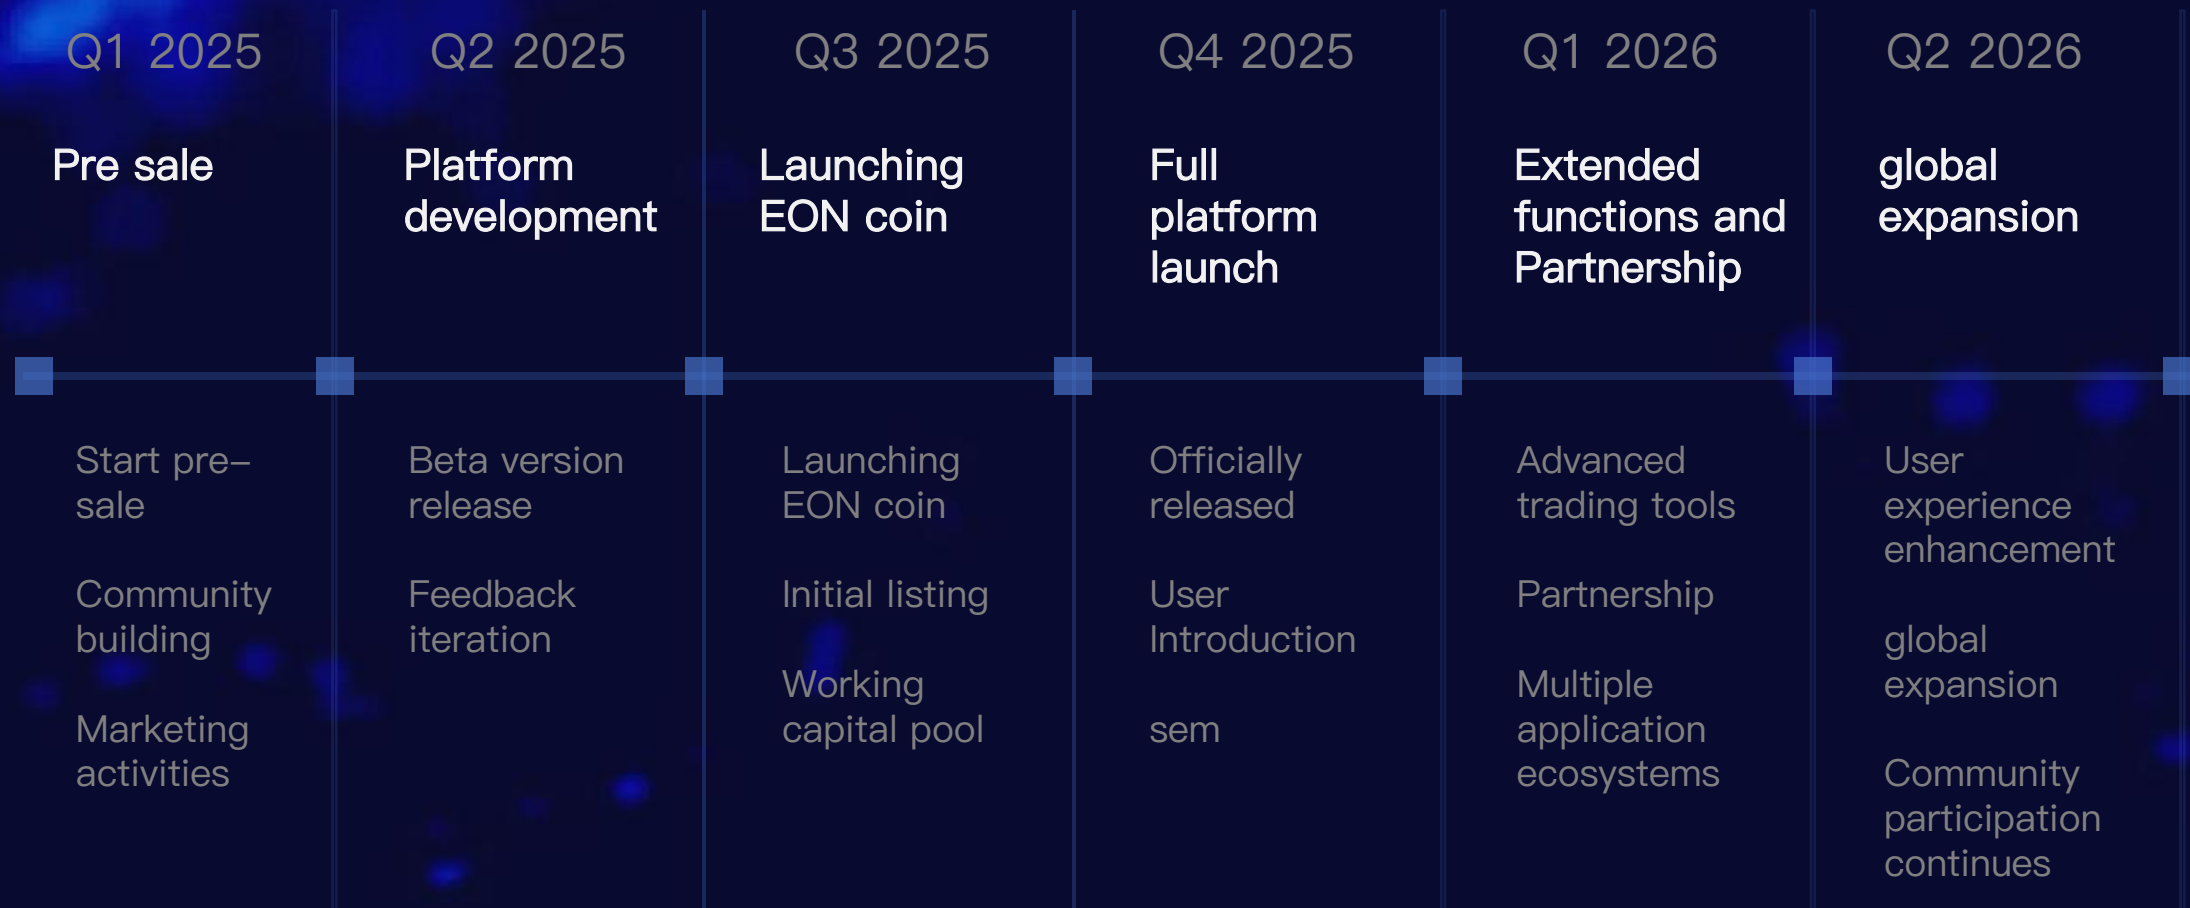 Q1 2025
Pre sale
Start pre–
sale
Community
building
Marketing
activities
Q2 2025
Platform
development
Beta version
release
Feedback
iteration
Q3 2025
Launching
EON coin
Launching
EON coin
Initial listing
Working
capital pool
Q4 2025
Full
platform
launch
Officially
released
User
Introduction
sem
Q1 2026
Extended
functions and
Partnership
Advanced
trading tools
Partnership
Multiple
application
ecosystems
Q2 2026
global
expansion
User
experience
enhancement
global
expansion
Community
participation
continues